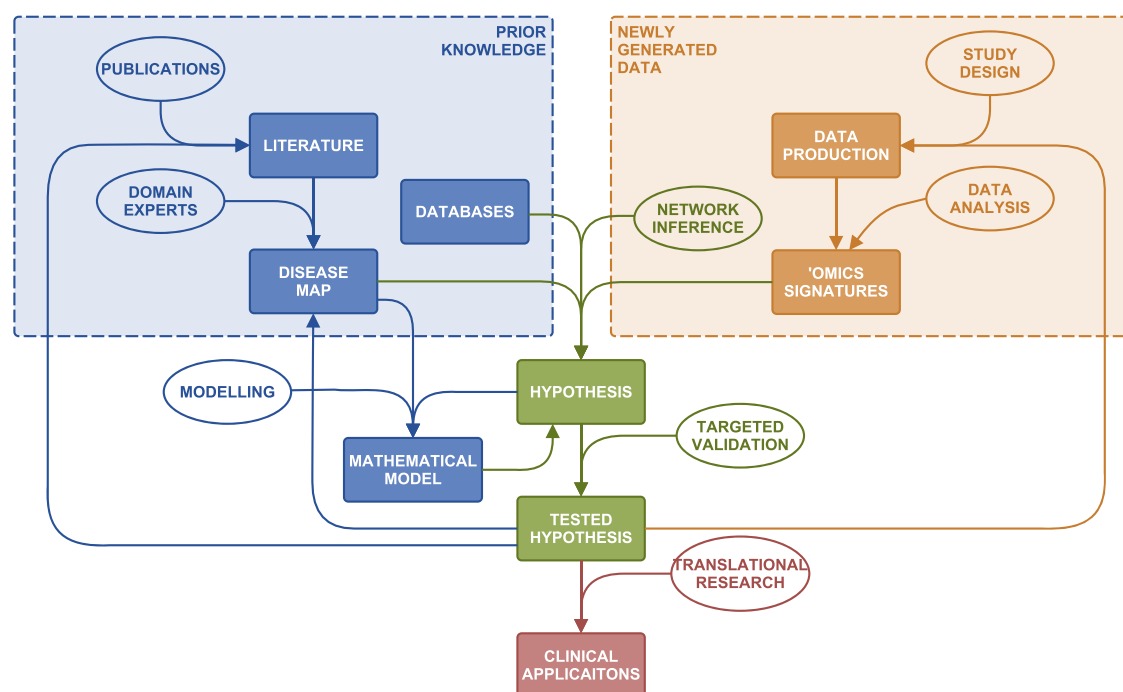 PRIOR
KNOWLEDGE
NEWLY
GENERATED
DATA
PUBLICATIONS
STUDY
DESIGN
LITERATURE
DATA
PRODUCTION
DOMAIN
EXPERTS
DATABASES
NETWORK
INFERENCE
DATA
ANALYSIS
DISEASE
MAP
'OMICS
SIGNATURES
MODELLING
HYPOTHESIS
TARGETED
VALIDATION
MATHEMATICAL
MODEL
TESTED
HYPOTHESIS
TRANSLATIONAL
RESEARCH
CLINICAL
APPLICAITONS